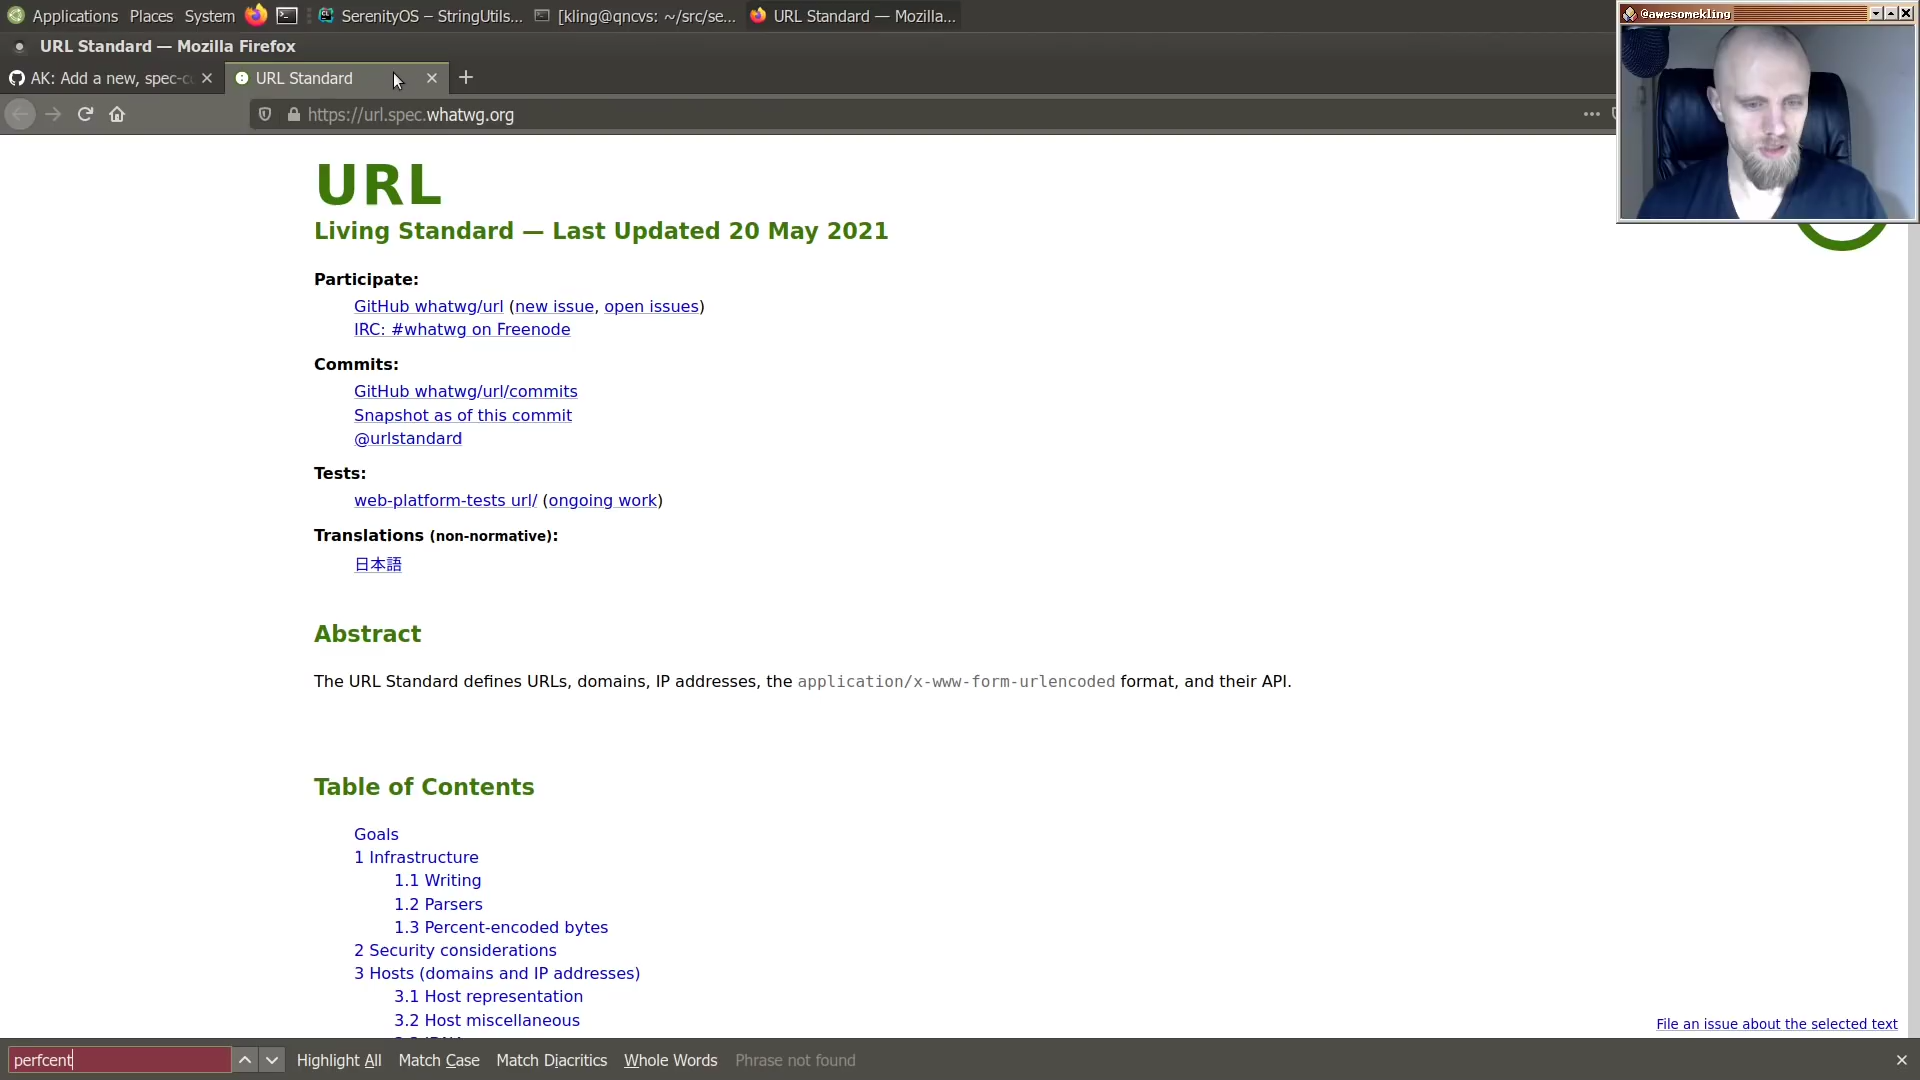 Applications Places System SerenityOS – StringUtils... [kling@qncvs: ~/src/se... URL Standard — Mozilla...
@awesomekling
URL Standard — Mozilla Firefox
AK: Add a new, spec-c
URL Standard
https://url.spec.whatwg.org
URL
Living Standard — Last Updated 20 May 2021
Participate:
GitHub whatwg/url (new issue, open issues)
IRC: #whatwg on Freenode
Commits:
GitHub whatwg/url/commits
Snapshot as of this commit
@urlstandard
Tests:
web-platform-tests url/ (ongoing work)
Translations (non-normative):
日本語
Abstract
The URL Standard defines URLs, domains, IP addresses, the application/x-www-form-urlencoded format, and their API.
Table of Contents
Goals
1 Infrastructure
1.1 Writing
1.2 Parsers
1.3 Percent-encoded bytes
2 Security considerations
3 Hosts (domains and IP addresses)
3.1 Host representation
3.2 Host miscellaneous
File an issue about the selected text
perfcent Highlight All Match Case Match Diacritics Whole Words Phrase not found